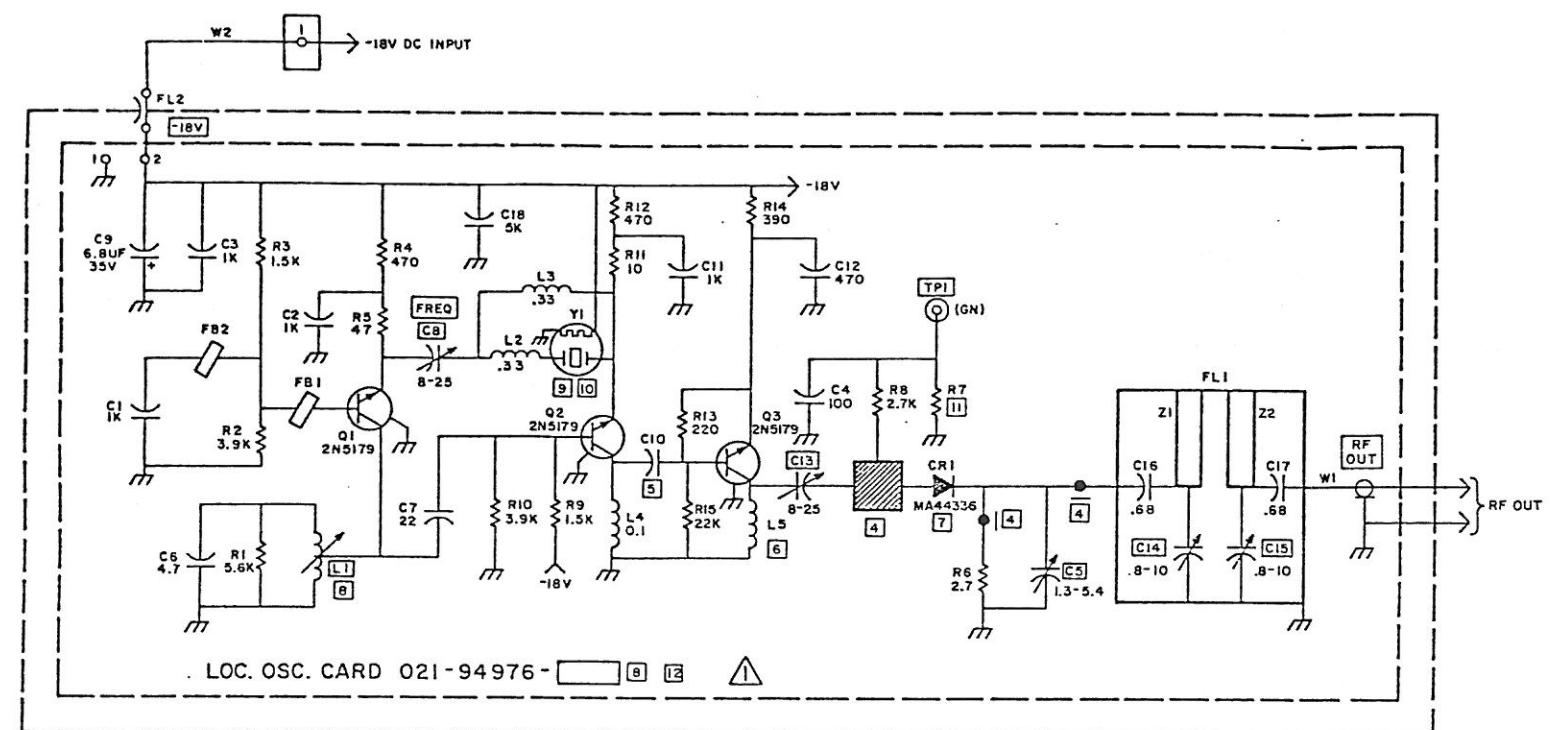 W2
1
-18V DC INPUT
FL2
-18V
1
2
-18V
C9
6.8UF
35V
+
C3
1K
R3
1.5K
R4
470
C18
5K
R12
470
R14
390
R11
10
C11
1K
C12
470
L3
.33
FREQ
C8
8-25
Y1
L2
.33
9 10
C2
1K
R5
47
FB2
FB1
C1
1K
R2
3.9K
Q1
2N5179
Q2
2N5179
C10
5
R13
220
Q3
2N5179
TP1
(GN)
C4
100
R8
2.7K
R7
11
C13
8-25
4
CR1
MA44336
7
4
4
FL1
Z1
Z2
C16
.68
C17
.68
W1
RF
OUT
RF OUT
C14
.8-10
C15
.8-10
C6
4.7
R1
5.6K
L1
8
C7
22
R10
3.9K
R9
1.5K
-18V
L4
0.1
R15
22K
L5
6
R6
2.7
C5
1.3-5.4
LOC. OSC. CARD 021-94976- 8 12 1